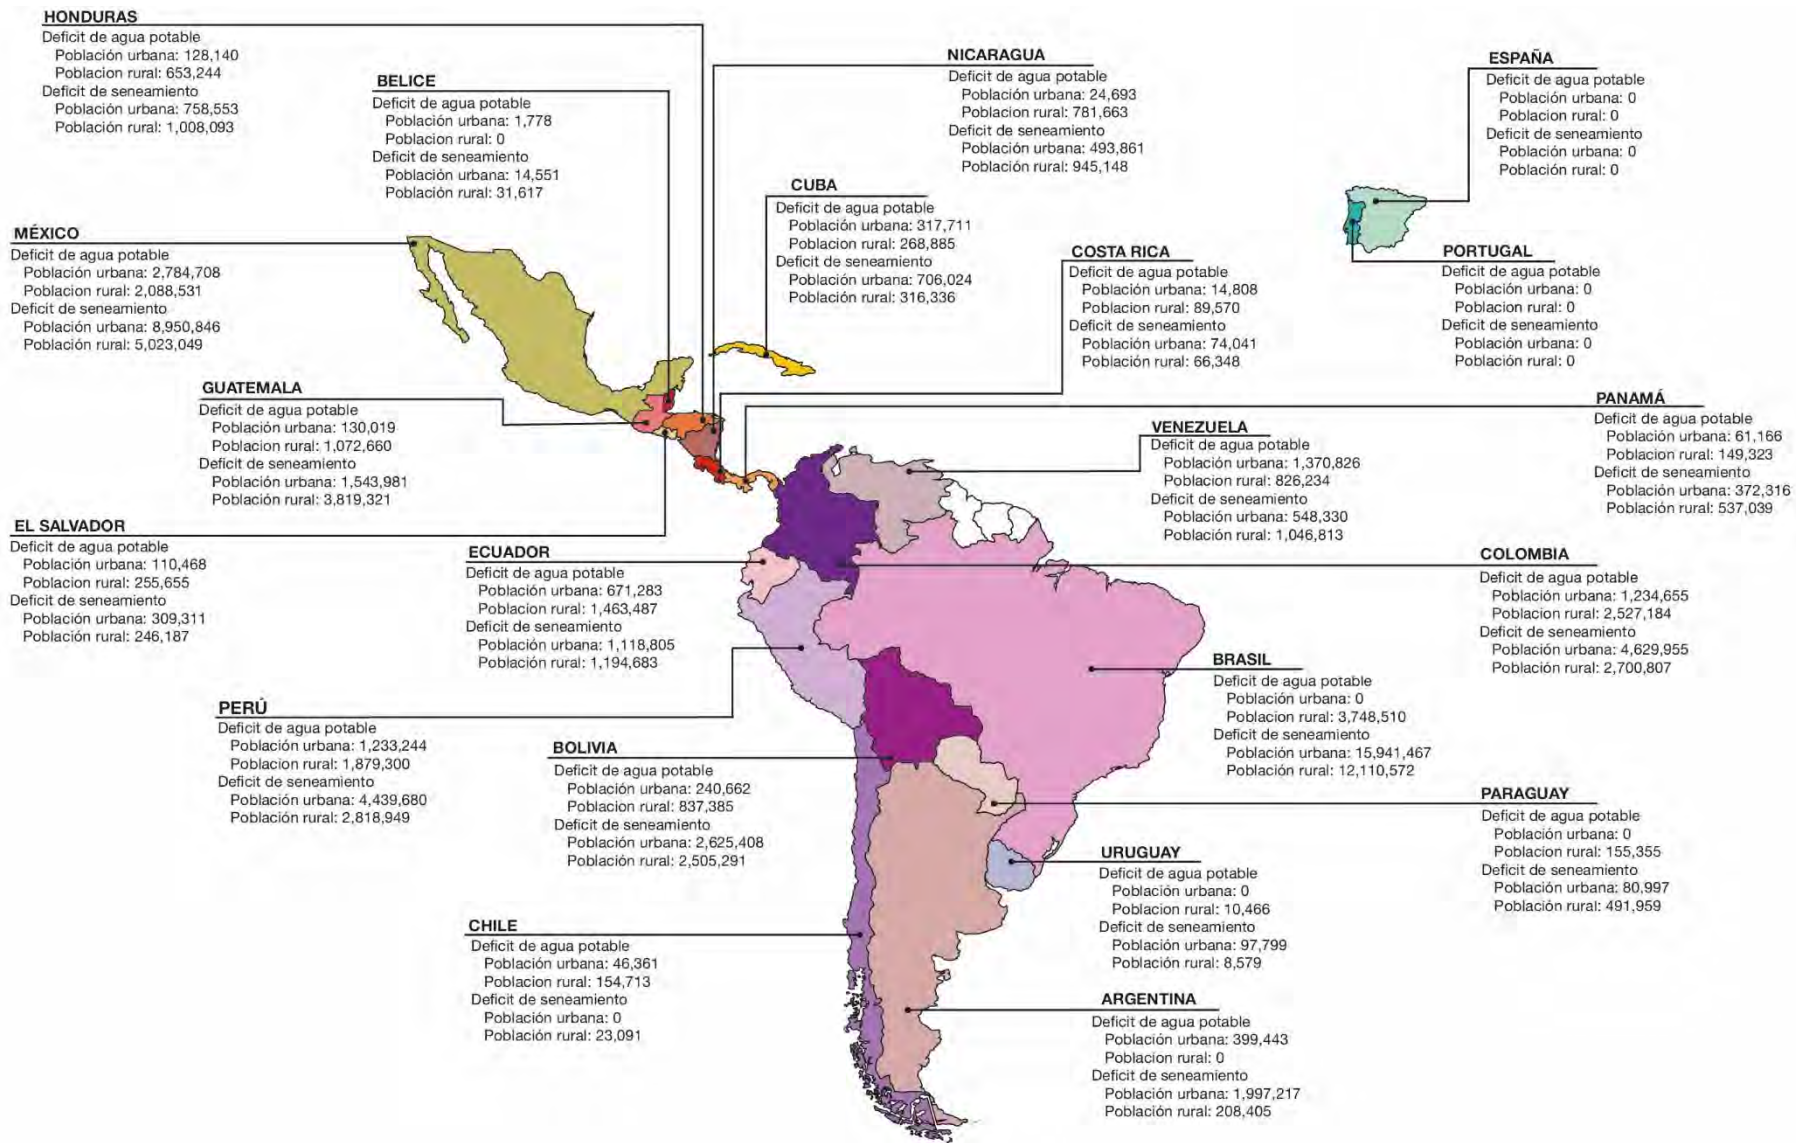 HONDURAS
Deficit de agua potable
Población urbana: 128,140
Poblacion rural: 653,244
Deficit de seneamiento
Población urbana: 758,553
Población rural: 1,008,093
BELICE
Deficit de agua potable
Población urbana: 1,778
Poblacion rural: 0
Deficit de seneamiento
Población urbana: 14,551
Población rural: 31,617
NICARAGUA
Deficit de agua potable
Población urbana: 24,693
Poblacion rural: 781,663
Deficit de seneamiento
Población urbana: 493,861
Población rural: 945,148
ESPAÑA
Deficit de agua potable
Población urbana: 0
Poblacion rural: 0
Deficit de seneamiento
Población urbana: 0
Población rural: 0
CUBA
Deficit de agua potable
Población urbana: 317,711
Poblacion rural: 268,885
Deficit de seneamiento
Población urbana: 706,024
Población rural: 316,336
MÉXICO
Deficit de agua potable
Población urbana: 2,784,708
Poblacion rural: 2,088,531
Deficit de seneamiento
Población urbana: 8,950,846
Población rural: 5,023,049
COSTA RICA
Deficit de agua potable
Población urbana: 14,808
Poblacion rural: 89,570
Deficit de seneamiento
Población urbana: 74,041
Población rural: 66,348
PORTUGAL
Deficit de agua potable
Población urbana: 0
Poblacion rural: 0
Deficit de seneamiento
Población urbana: 0
Población rural: 0
GUATEMALA
Deficit de agua potable
Población urbana: 130,019
Poblacion rural: 1,072,660
Deficit de seneamiento
Población urbana: 1,543,981
Población rural: 3,819,321
PANAMÁ
Deficit de agua potable
Población urbana: 61,166
Poblacion rural: 149,323
Deficit de seneamiento
Población urbana: 372,316
Población rural: 537,039
VENEZUELA
Deficit de agua potable
Población urbana: 1,370,826
Poblacion rural: 826,234
Deficit de seneamiento
Población urbana: 548,330
Población rural: 1,046,813
EL SALVADOR
Deficit de agua potable
Población urbana: 110,468
Poblacion rural: 255,655
Deficit de seneamiento
Población urbana: 309,311
Población rural: 246,187
ECUADOR
Deficit de agua potable
Población urbana: 671,283
Poblacion rural: 1,463,487
Deficit de seneamiento
Población urbana: 1,118,805
Población rural: 1,194,683
COLOMBIA
Deficit de agua potable
Población urbana: 1,234,655
Poblacion rural: 2,527,184
Deficit de seneamiento
Población urbana: 4,629,955
Población rural: 2,700,807
BRASIL
Deficit de agua potable
Población urbana: 0
Poblacion rural: 3,748,510
Deficit de seneamiento
Población urbana: 15,941,467
Población rural: 12,110,572
PERÚ
Deficit de agua potable
Población urbana: 1,233,244
Poblacion rural: 1,879,300
Deficit de seneamiento
Población urbana: 4,439,680
Población rural: 2,818,949
BOLIVIA
Deficit de agua potable
Población urbana: 240,662
Poblacion rural: 837,385
Deficit de seneamiento
Población urbana: 2,625,408
Población rural: 2,505,291
PARAGUAY
Deficit de agua potable
Población urbana: 0
Poblacion rural: 155,355
Deficit de seneamiento
Población urbana: 80,997
Población rural: 491,959
URUGUAY
Deficit de agua potable
Población urbana: 0
Poblacion rural: 10,466
Deficit de seneamiento
Población urbana: 97,799
Población rural: 8,579
CHILE
Deficit de agua potable
Población urbana: 46,361
Poblacion rural: 154,713
Deficit de seneamiento
Población urbana: 0
Población rural: 23,091
ARGENTINA
Deficit de agua potable
Población urbana: 399,443
Poblacion rural: 0
Deficit de seneamiento
Población urbana: 1,997,217
Población rural: 208,405